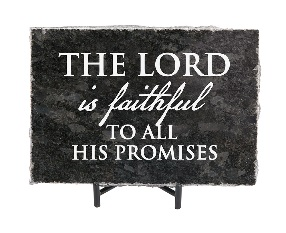 THE LORD
is faithful
TO ALL
HIS PROMISES